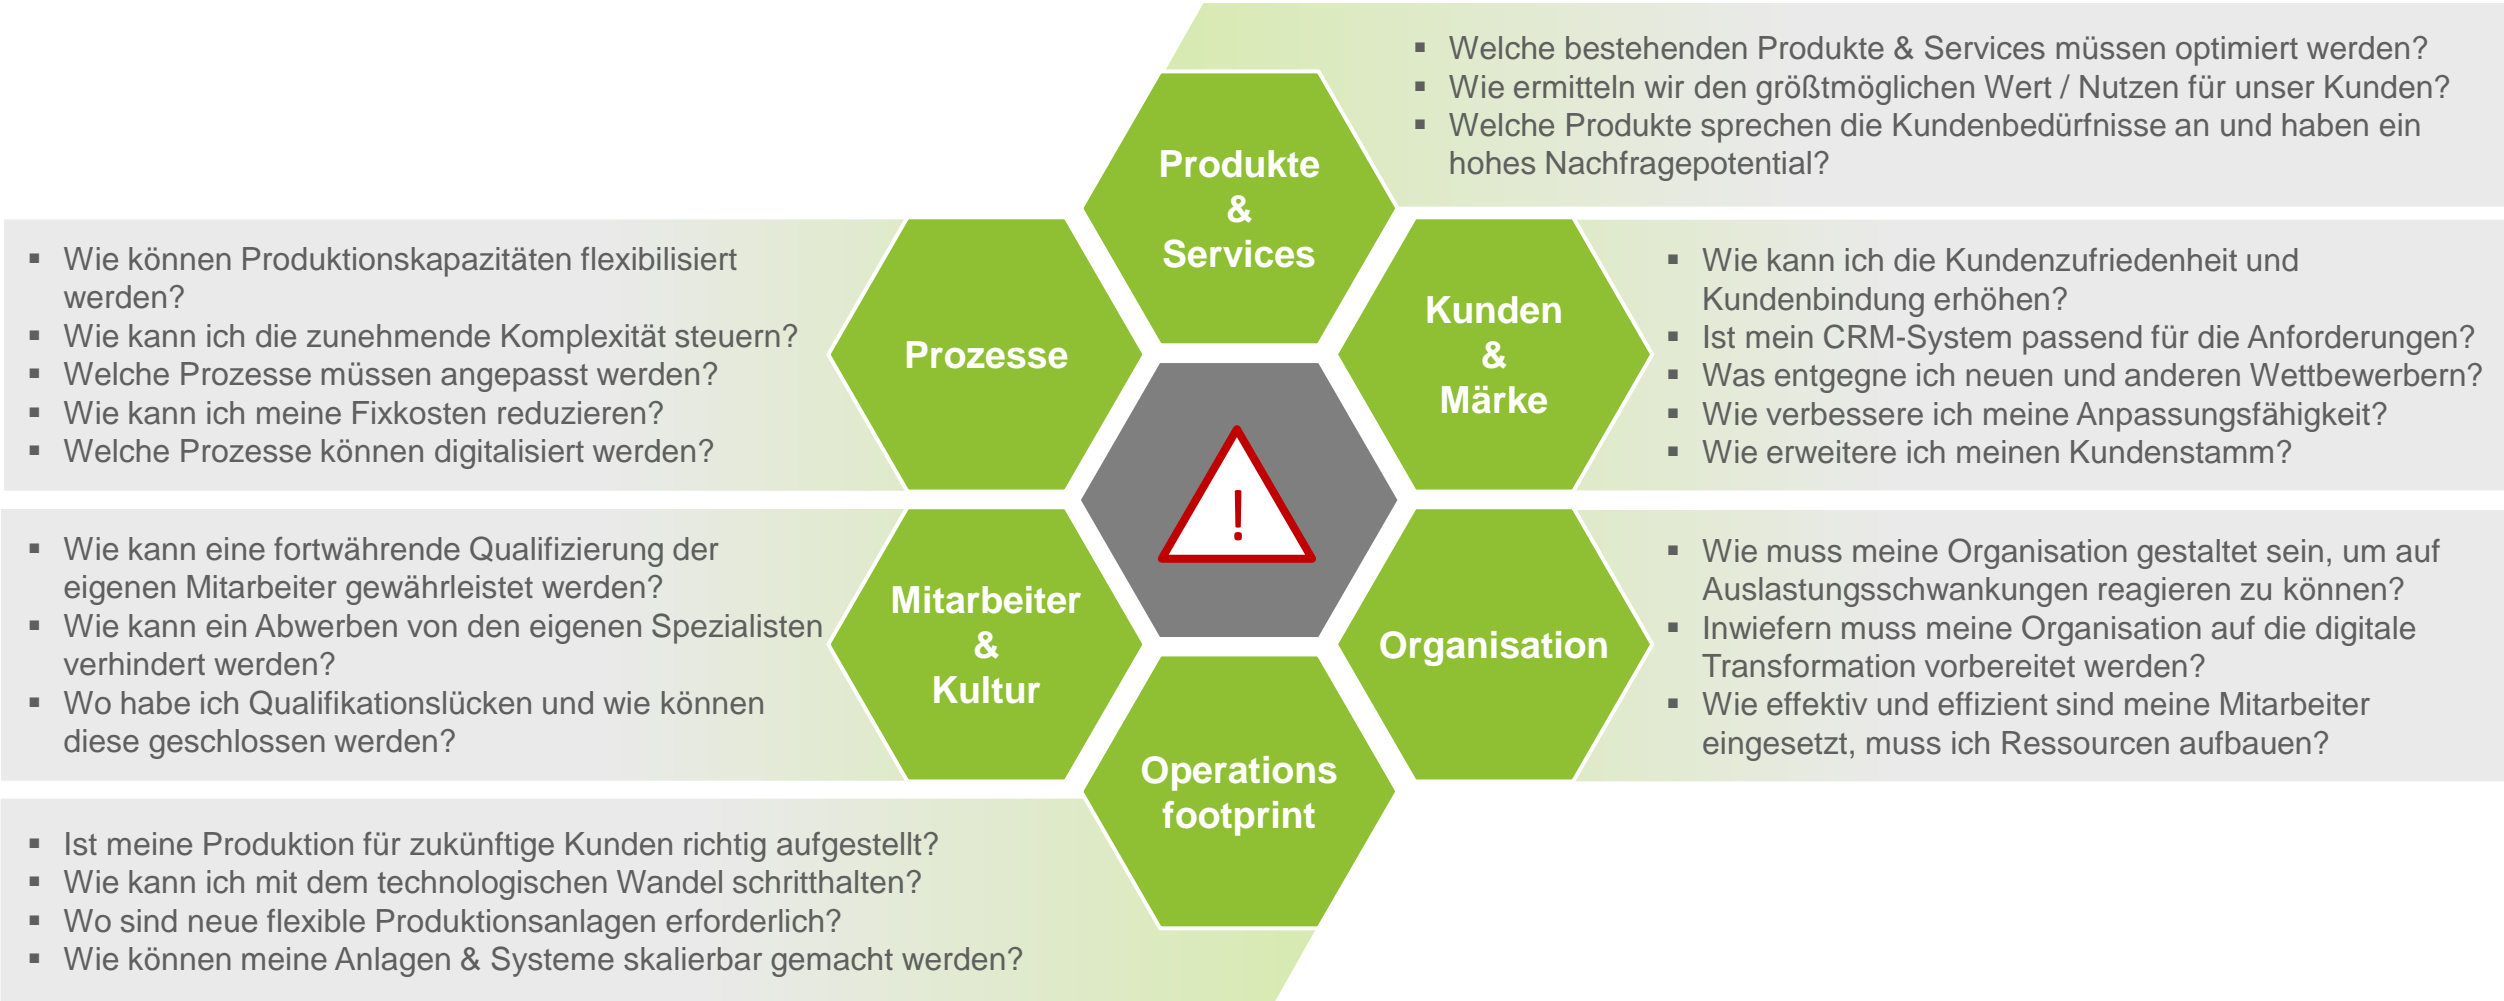 ▪ Welche bestehenden Produkte & Services müssen optimiert werden?
▪ Wie ermitteln wir den größtmöglichen Wert / Nutzen für unser Kunden?
▪ Welche Produkte sprechen die Kundenbedürfnisse an und haben ein
hohes Nachfragepotential?
Produkte
&
Services
▪ Wie können Produktionskapazitäten flexibilisiert
werden?
▪ Wie kann ich die zunehmende Komplexität steuern?
▪ Welche Prozesse müssen angepasst werden?
▪ Wie kann ich meine Fixkosten reduzieren?
▪ Welche Prozesse können digitalisiert werden?
Prozesse
Kunden
&
Märke
▪ Wie kann ich die Kundenzufriedenheit und
Kundenbindung erhöhen?
▪ Ist mein CRM-System passend für die Anforderungen?
▪ Was entgegne ich neuen und anderen Wettbewerbern?
▪ Wie verbessere ich meine Anpassungsfähigkeit?
▪ Wie erweitere ich meinen Kundenstamm?
!
▪ Wie kann eine fortwährende Qualifizierung der
eigenen Mitarbeiter gewährleistet werden?
▪ Wie kann ein Abwerben von den eigenen Spezialisten
verhindert werden?
▪ Wo habe ich Qualifikationslücken und wie können
diese geschlossen werden?
Mitarbeiter
&
Kultur
Organisation
▪ Wie muss meine Organisation gestaltet sein, um auf
Auslastungsschwankungen reagieren zu können?
▪ Inwiefern muss meine Organisation auf die digitale
Transformation vorbereitet werden?
▪ Wie effektiv und effizient sind meine Mitarbeiter
eingesetzt, muss ich Ressourcen aufbauen?
Operations
footprint
▪ Ist meine Produktion für zukünftige Kunden richtig aufgestellt?
▪ Wie kann ich mit dem technologischen Wandel schritthalten?
▪ Wo sind neue flexible Produktionsanlagen erforderlich?
▪ Wie können meine Anlagen & Systeme skalierbar gemacht werden?